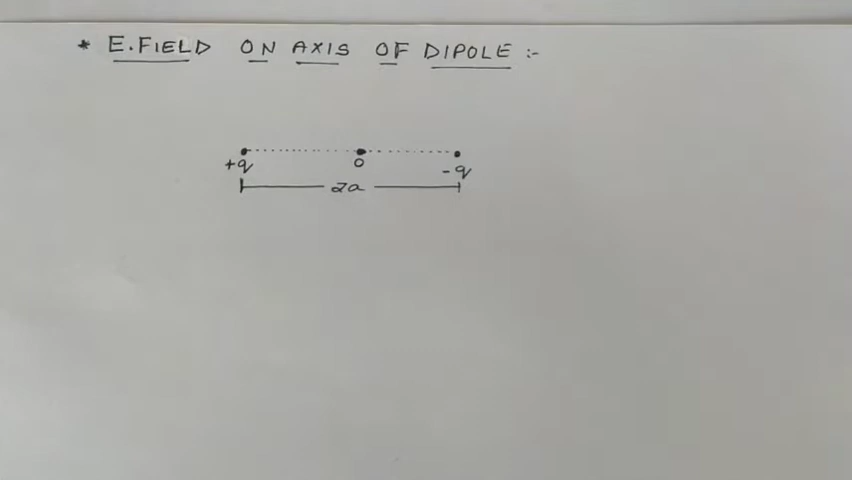 * E.FIELD ON AXIS OF DIPOLE :-
+q O -q
2a